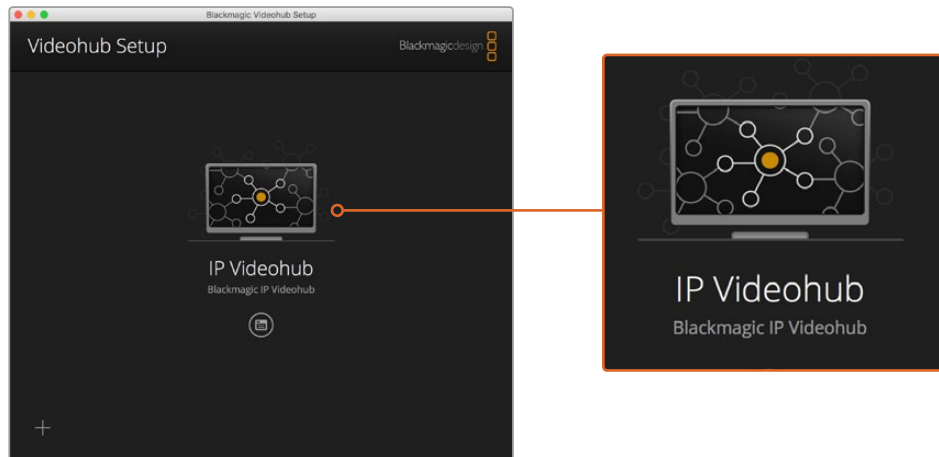 Blackmagic Videohub Setup
Videohub Setup
Blackmagicdesign
IP Videohub
Blackmagic IP Videohub
IP Videohub
Blackmagic IP Videohub